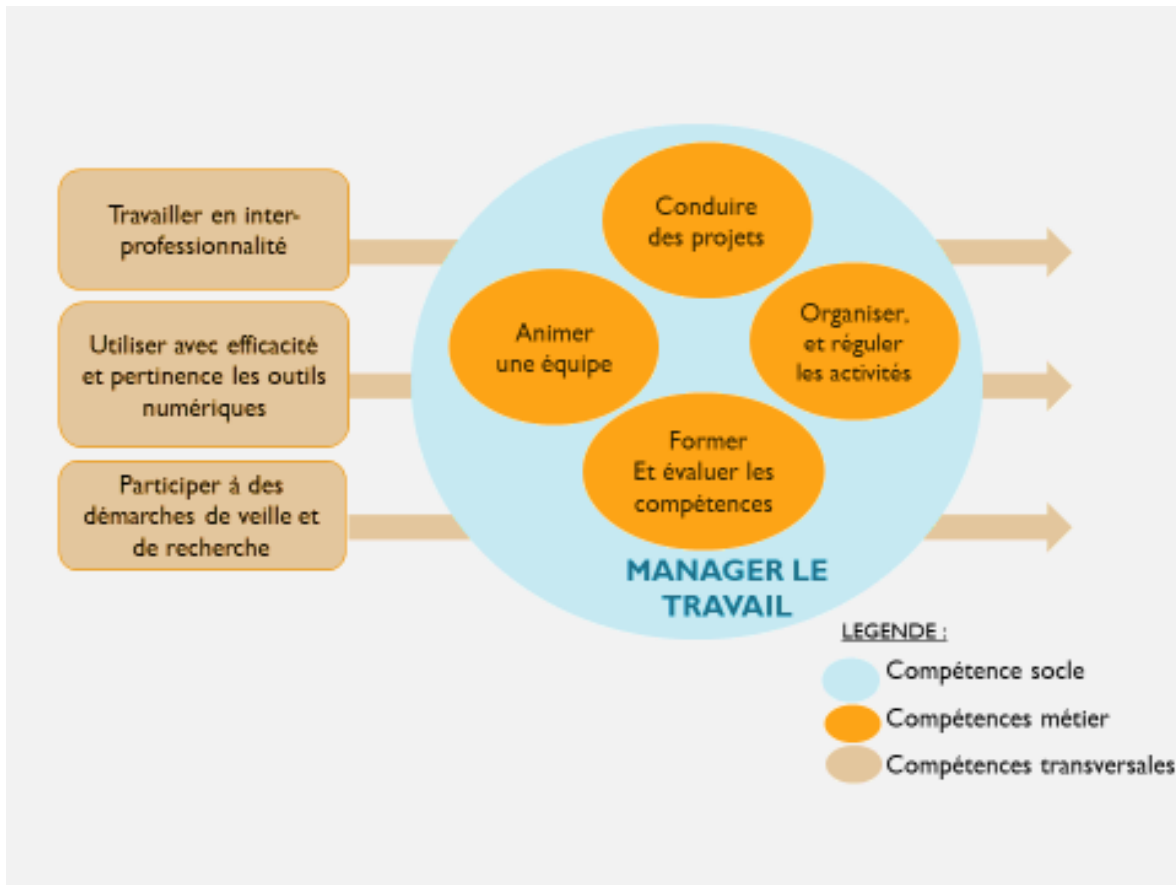 Travailler en inter-
professionnalité
Utiliser avec efficacité
et pertinence les outils
numériques
Participer á des
démarches de veille et
de recherche
Conduire
des projets
Animer
une équipe
Organiser,
et réguler
les activités
Former
Et évaluer les
compétences
MANAGER LE
TRAVAIL
LEGENDE :
Compétence socle
Compétences métier
Compétences transversales